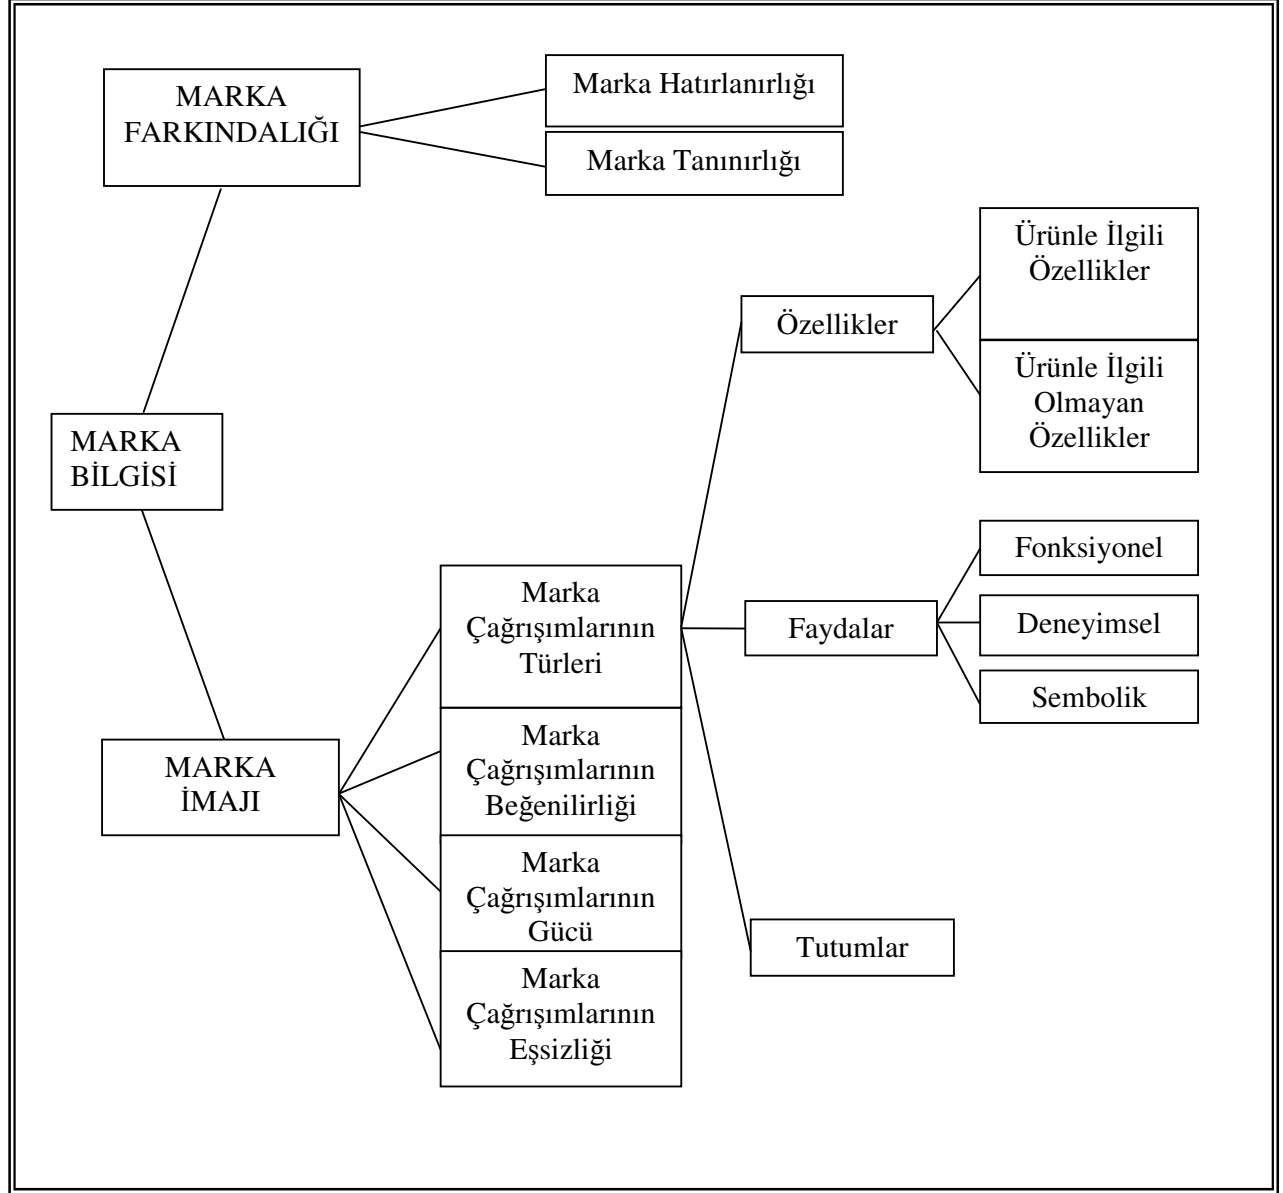 MARKA
FARKINDALIĞI
Marka Hatırlanırlığı
Marka Tanınırlığı
MARKA
BİLGİSİ
MARKA
İMAJI
Marka
Çağrışımlarının
Türleri
Marka
Çağrışımlarının
Beğenilirliği
Marka
Çağrışımlarının
Gücü
Marka
Çağrışımlarının
Eşsizliği
Özellikler
Ürünle İlgili
Özellikler
Ürünle İlgili
Olmayan
Özellikler
Faydalar
Fonksiyonel
Deneyimsel
Sembolik
Tutumlar